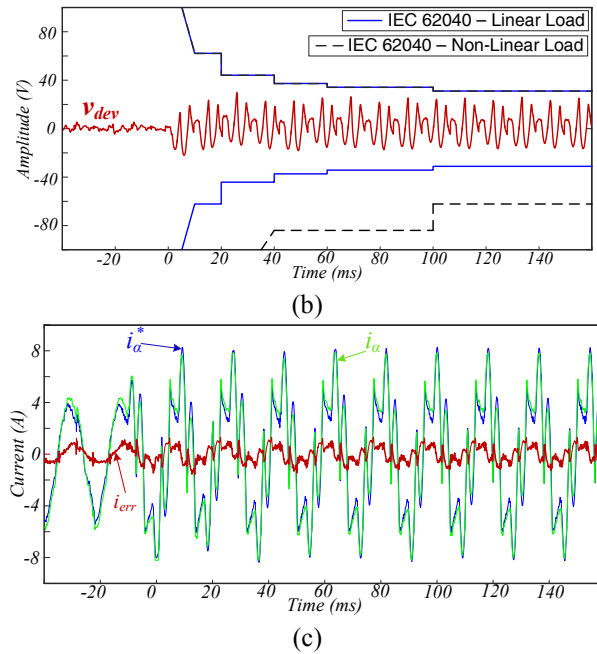 IEC 62040 – Linear Load
IEC 62040 – Non-Linear Load
80
40
0
-40
-80
Amplitude (V)
v_dev
-20 0 20 40 60 80 100 120 140
Time (ms)
(b)
i_α^*
i_α
8
4
0
-4
-8
Current (A)
i_err
-20 0 20 40 60 80 100 120 140
Time (ms)
(c)